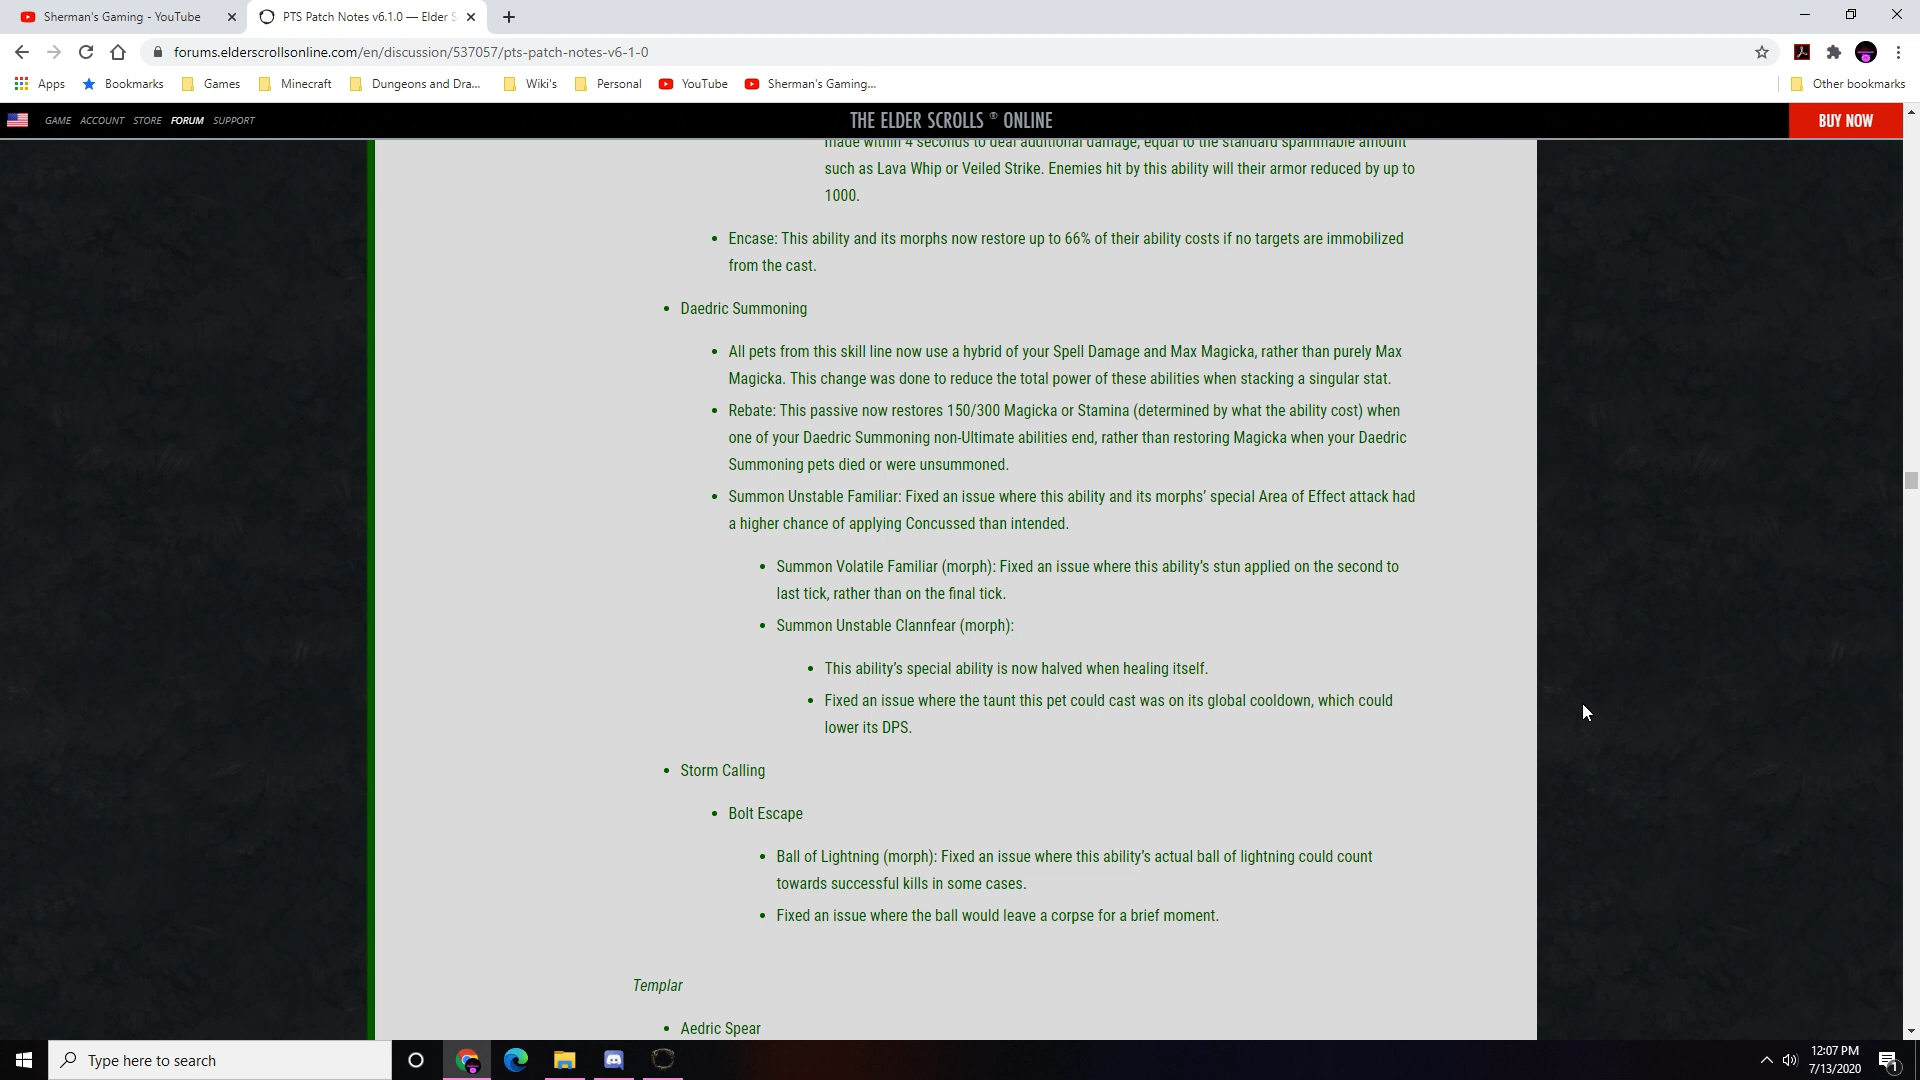 Sherman's Gaming - YouTube
PTS Patch Notes v6.1.0 — Elder S
forums.elderscrollsonline.com/en/discussion/537057/pts-patch-notes-v6-1-0
Apps Bookmarks Games Minecraft Dungeons and Dra... Wiki's Personal YouTube Sherman's Gaming... Other bookmarks
GAME ACCOUNT STORE FORUM SUPPORT THE ELDER SCROLLS ® ONLINE BUY NOW
made within 4 seconds to deal additional damage, equal to the standard spammable amount
such as Lava Whip or Veiled Strike. Enemies hit by this ability will their armor reduced by up to
1000.
• Encase: This ability and its morphs now restore up to 66% of their ability costs if no targets are immobilized
from the cast.
• Daedric Summoning
• All pets from this skill line now use a hybrid of your Spell Damage and Max Magicka, rather than purely Max
Magicka. This change was done to reduce the total power of these abilities when stacking a singular stat.
• Rebate: This passive now restores 150/300 Magicka or Stamina (determined by what the ability cost) when
one of your Daedric Summoning non-Ultimate abilities end, rather than restoring Magicka when your Daedric
Summoning pets died or were unsummoned.
• Summon Unstable Familiar: Fixed an issue where this ability and its morphs’ special Area of Effect attack had
a higher chance of applying Concussed than intended.
• Summon Volatile Familiar (morph): Fixed an issue where this ability’s stun applied on the second to
last tick, rather than on the final tick.
• Summon Unstable Clannfear (morph):
• This ability’s special ability is now halved when healing itself.
• Fixed an issue where the taunt this pet could cast was on its global cooldown, which could
lower its DPS.
• Storm Calling
• Bolt Escape
• Ball of Lightning (morph): Fixed an issue where this ability’s actual ball of lightning could count
towards successful kills in some cases.
• Fixed an issue where the ball would leave a corpse for a brief moment.
Templar
• Aedric Spear
Type here to search
12:07 PM
7/13/2020
1